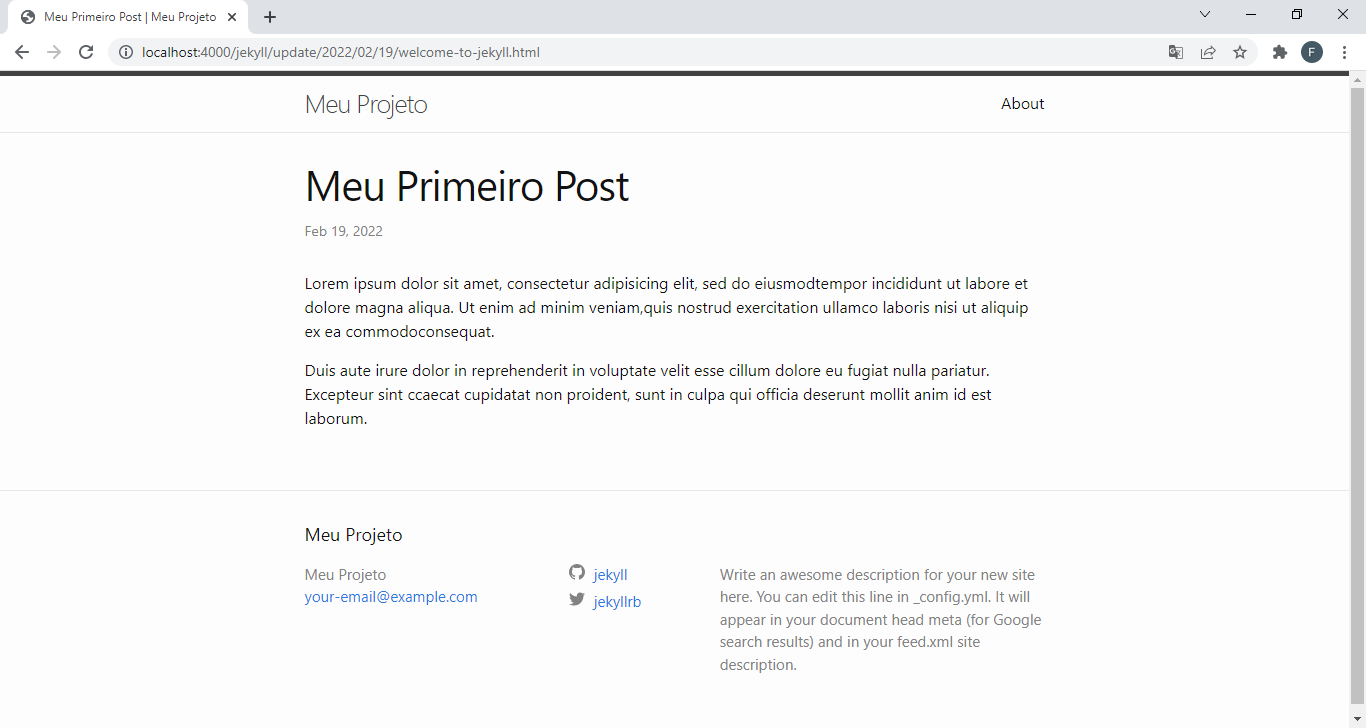 Meu Primeiro Post | Meu Projeto
localhost:4000/jekyll/update/2022/02/19/welcome-to-jekyll.html
F
Meu Projeto
About
Meu Primeiro Post
Feb 19, 2022
Lorem ipsum dolor sit amet, consectetur adipisicing elit, sed do eiusmodtempor incididunt ut labore et
dolore magna aliqua. Ut enim ad minim veniam,quis nostrud exercitation ullamco laboris nisi ut aliquip
ex ea commodoconsequat.
Duis aute irure dolor in reprehenderit in voluptate velit esse cillum dolore eu fugiat nulla pariatur.
Excepteur sint ccaecat cupidatat non proident, sunt in culpa qui officia deserunt mollit anim id est
laborum.
Meu Projeto
Meu Projeto
your-email@example.com
jekyll
jekyllrb
Write an awesome description for your new site
here. You can edit this line in _config.yml. It will
appear in your document head meta (for Google
search results) and in your feed.xml site
description.